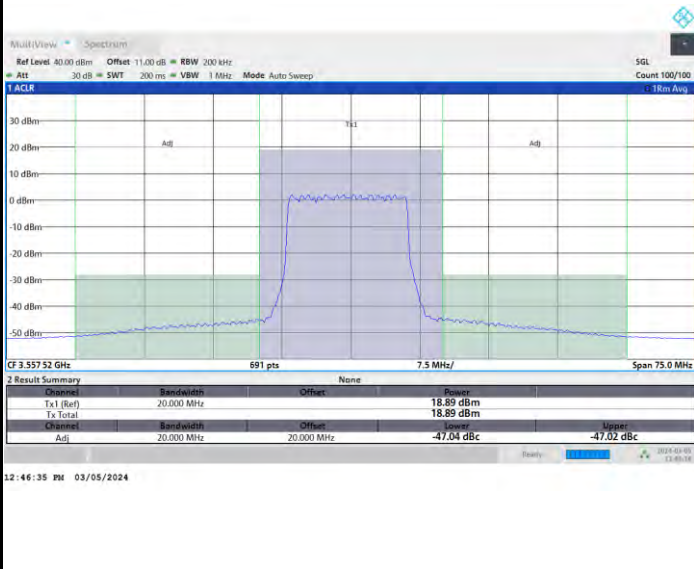 MultiView Spectrum
Ref Level 40.00 dBm Offset 11.00 dB RBW 200 kHz SGL
Att 30 dB SWT 200 ms VBW 1 MHz Mode Auto Sweep Count 100/100
1 ACLR 1Rm Avg
Tx1
30 dBm
Adj Adj
20 dBm
10 dBm
0 dBm
-10 dBm
-20 dBm
-30 dBm
-40 dBm
-50 dBm
CF 3.557 52 GHz 691 pts 7.5 MHz/ Span 75.0 MHz
2 Result Summary None
Channel Bandwidth Offset Power
Tx1 (Ref) 20.000 MHz 18.89 dBm
Tx Total 18.89 dBm
Channel Bandwidth Offset Lower Upper
Adj 20.000 MHz 20.000 MHz -47.04 dBc -47.02 dBc
Ready
12:46:35 PM 03/05/2024